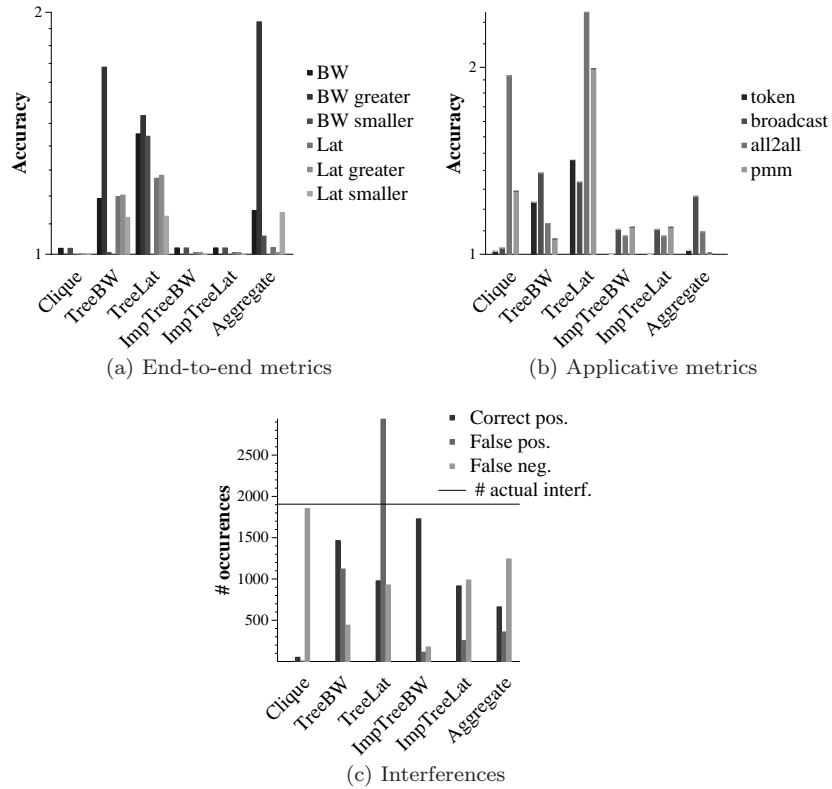 2
1
Accuracy
Clique
TreeBW
TreeLat
ImpTreeBW
ImpTreeLat
Aggregate
BW
BW greater
BW smaller
Lat
Lat greater
Lat smaller
(a) End-to-end metrics
2
1
Accuracy
Clique
TreeBW
TreeLat
ImpTreeBW
ImpTreeLat
Aggregate
token
broadcast
all2all
pmm
(b) Applicative metrics
2500
2000
1500
1000
500
# occurences
Correct pos.
False pos.
False neg.
# actual interf.
Clique
TreeBW
TreeLat
ImpTreeBW
ImpTreeLat
Aggregate
(c) Interferences